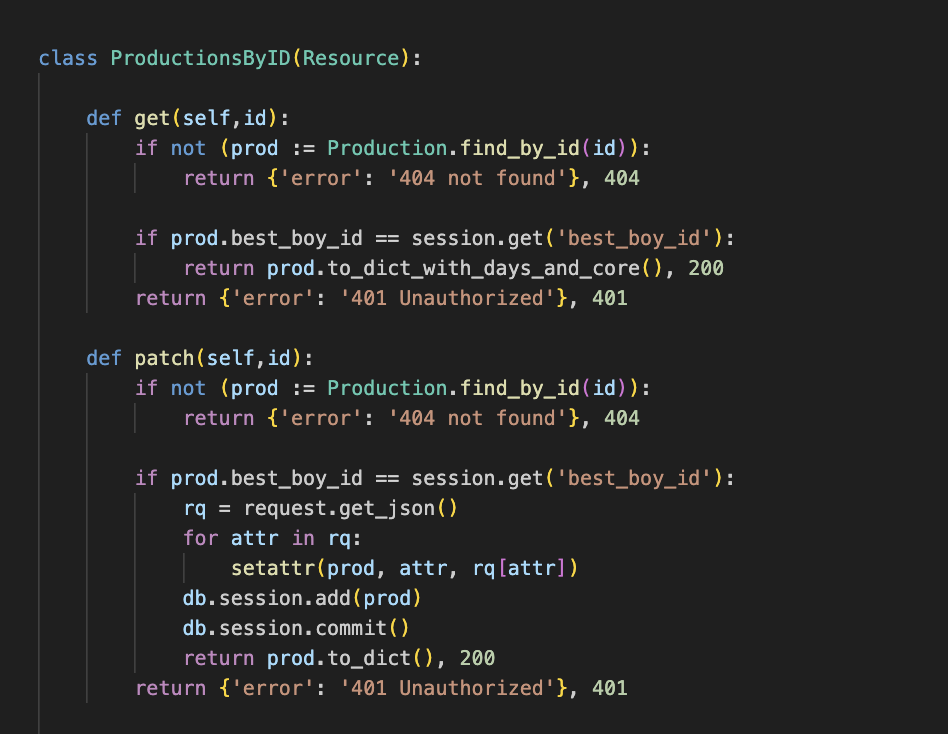 class ProductionsByID(Resource):
def get(self,id):
if not (prod := Production.find_by_id(id)):
return {'error': '404 not found'}, 404
if prod.best_boy_id == session.get('best_boy_id'):
return prod.to_dict_with_days_and_core(), 200
return {'error': '401 Unauthorized'}, 401
def patch(self,id):
if not (prod := Production.find_by_id(id)):
return {'error': '404 not found'}, 404
if prod.best_boy_id == session.get('best_boy_id'):
rq = request.get_json()
for attr in rq:
setattr(prod, attr, rq[attr])
db.session.add(prod)
db.session.commit()
return prod.to_dict(), 200
return {'error': '401 Unauthorized'}, 401